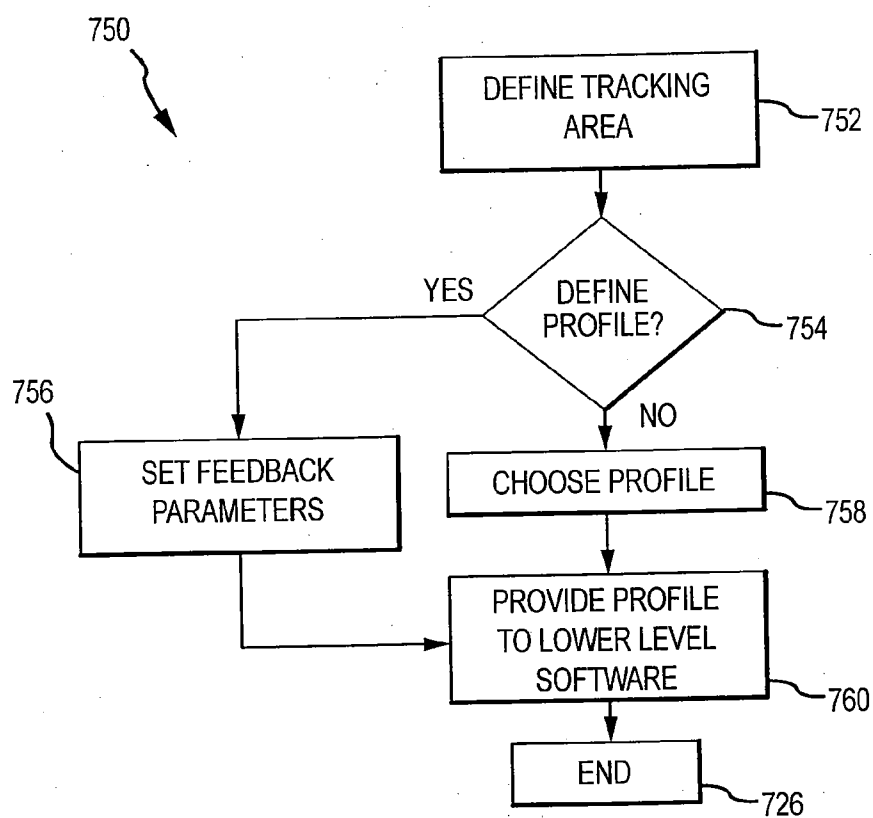 750
DEFINE TRACKING
AREA
752
YES
DEFINE
PROFILE?
754
756
NO
SET FEEDBACK
PARAMETERS
CHOOSE PROFILE
758
PROVIDE PROFILE
TO LOWER LEVEL
SOFTWARE
760
END
726